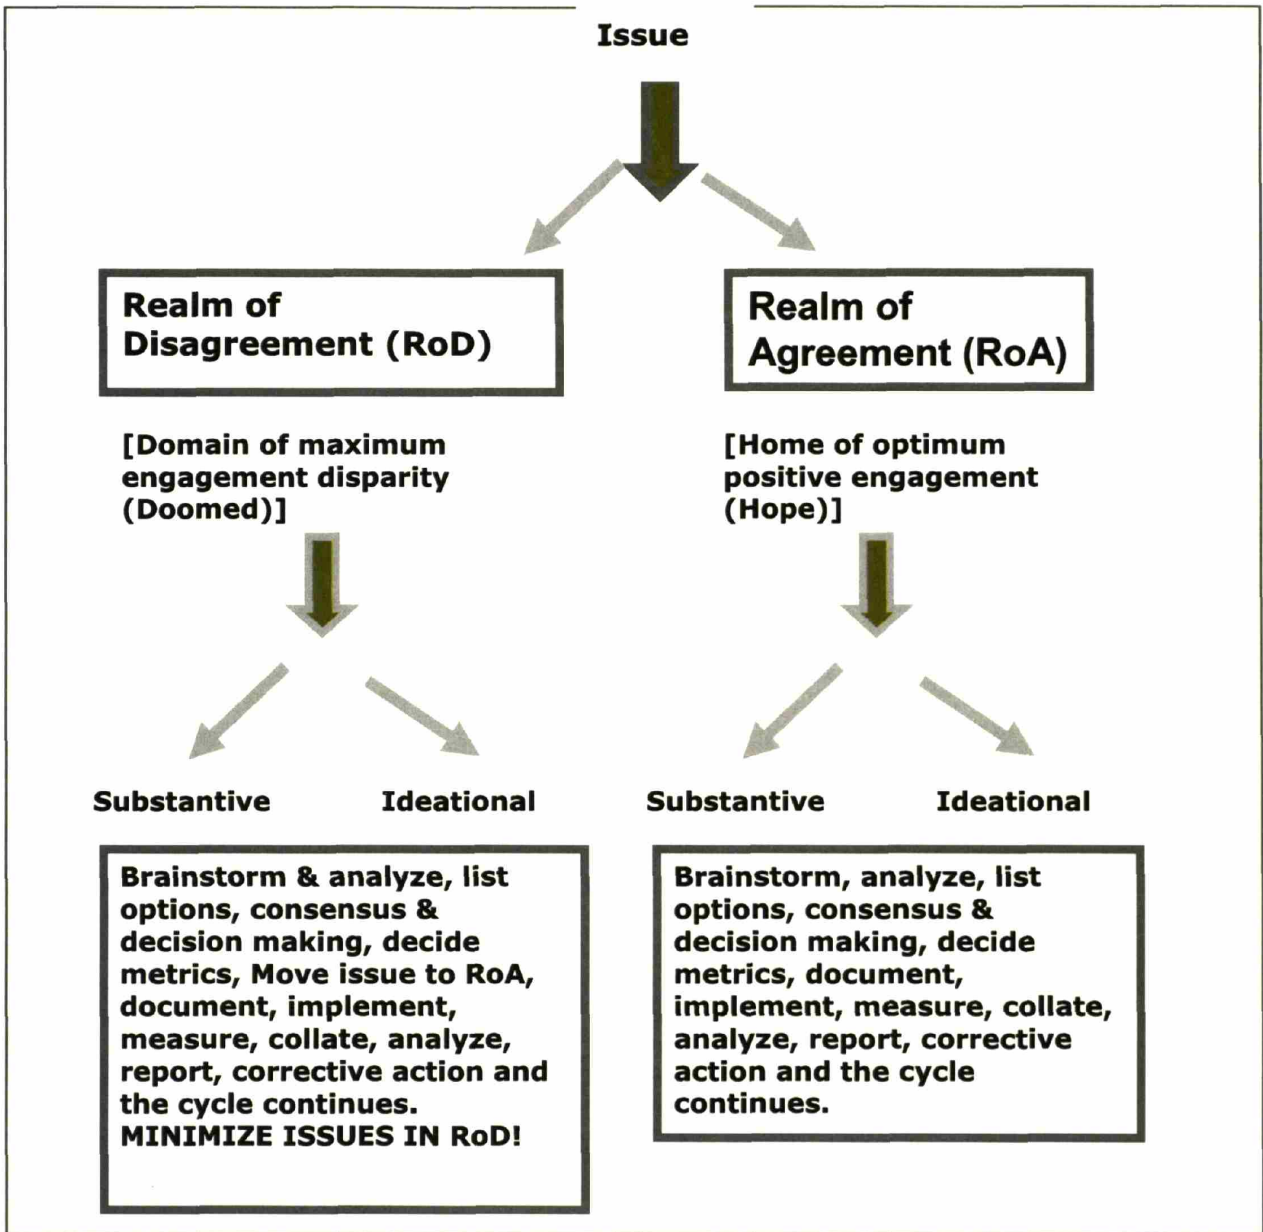 Issue
Realm of
Disagreement (RoD)
Realm of
Agreement (RoA)
[Domain of maximum
engagement disparity
(Doomed)]
[Home of optimum
positive engagement
(Hope)]
Substantive
Ideational
Substantive
Ideational
Brainstorm & analyze, list
options, consensus &
decision making, decide
metrics, Move issue to RoA,
document, implement,
measure, collate, analyze,
report, corrective action and
the cycle continues.
MINIMIZE ISSUES IN RoD!
Brainstorm, analyze, list
options, consensus &
decision making, decide
metrics, document,
implement, measure, collate,
analyze, report, corrective
action and the cycle
continues.